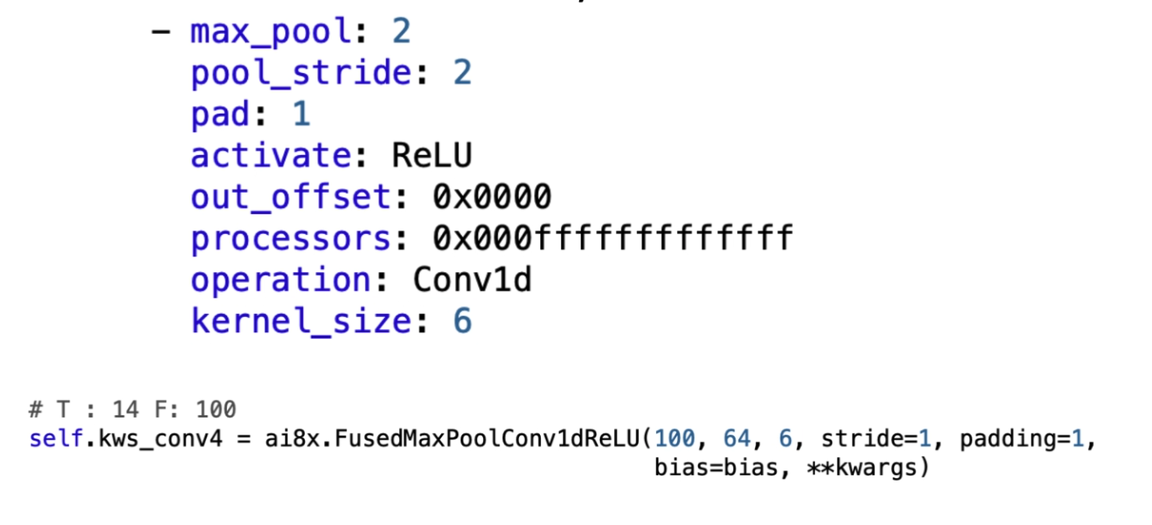 - max_pool: 2
pool_stride: 2
pad: 1
activate: ReLU
out_offset: 0x0000
processors: 0x000fffffffffffff
operation: Conv1d
kernel_size: 6
# T : 14 F: 100
self.kws_conv4 = ai8x.FusedMaxPoolConv1dReLU(100, 64, 6, stride=1, padding=1,
bias=bias, **kwargs)